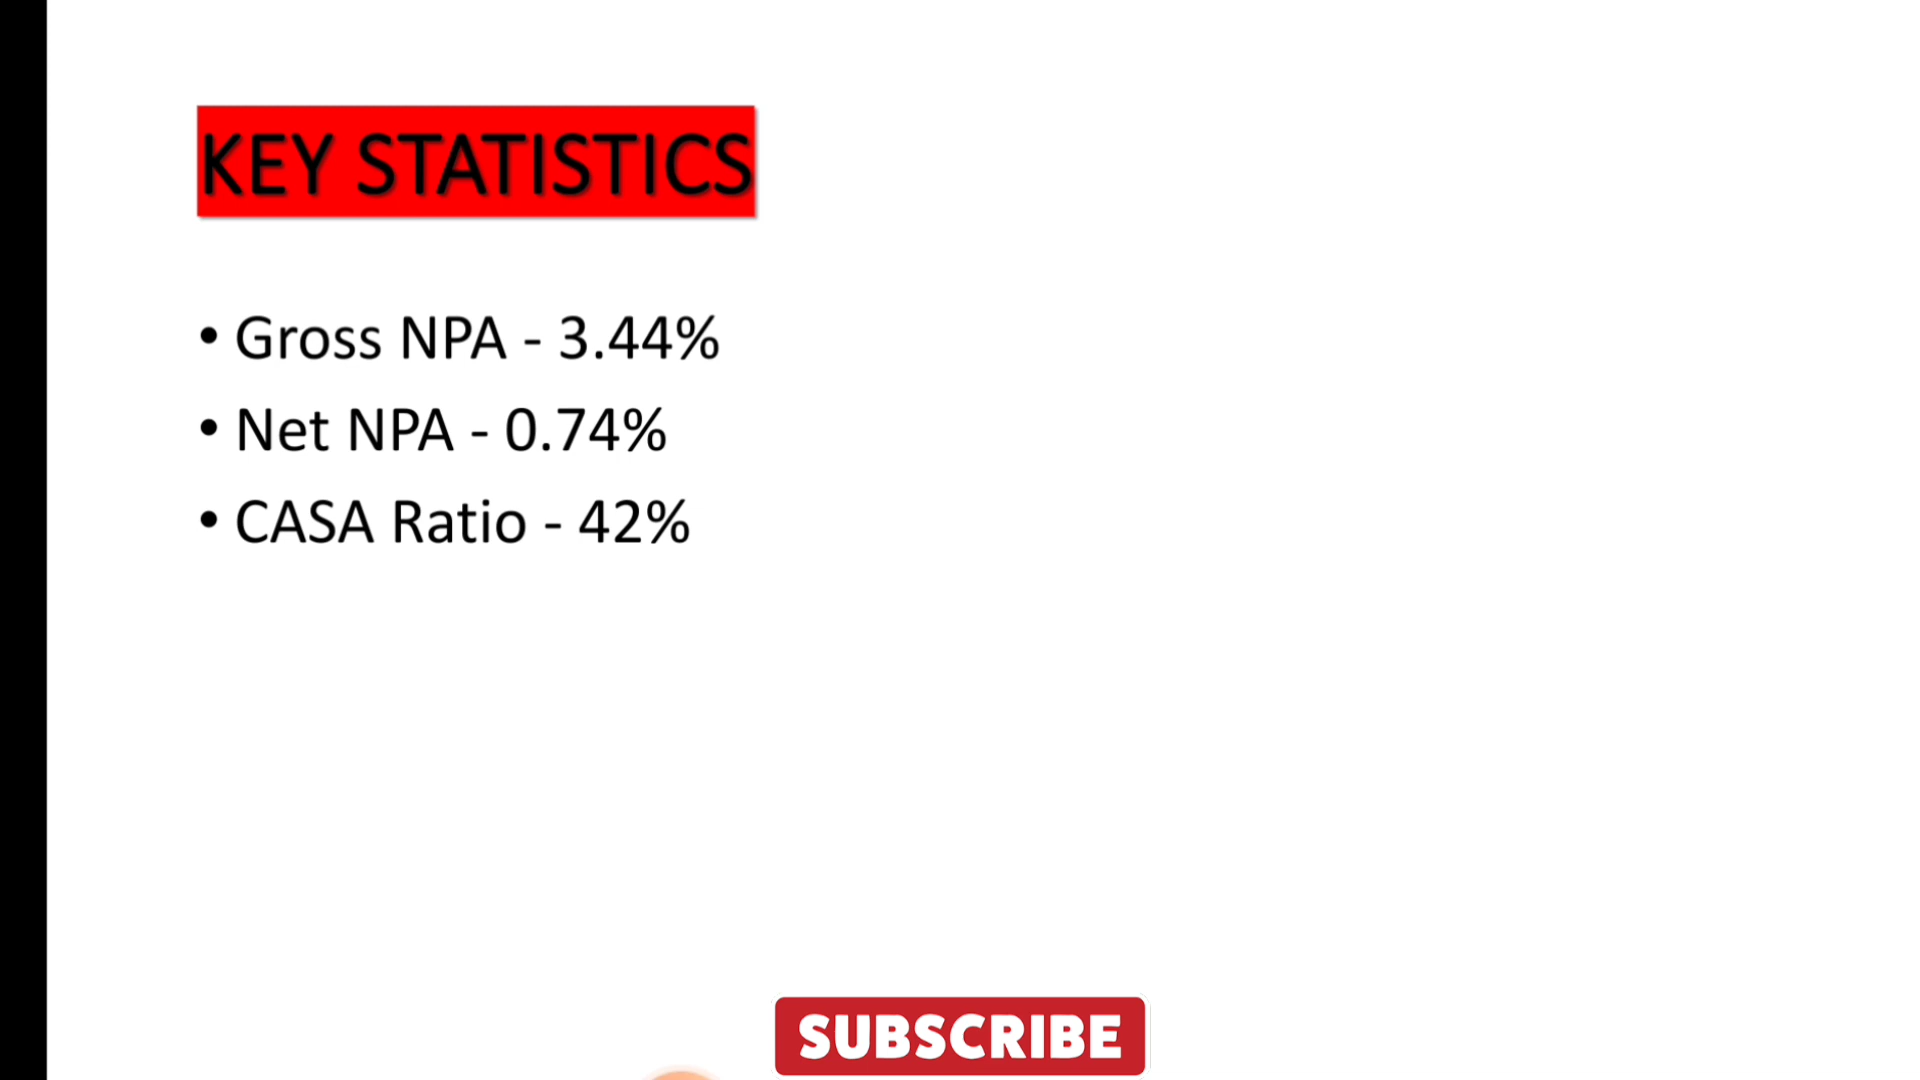 KEY STATISTICS
• Gross NPA - 3.44%
• Net NPA - 0.74%
• CASA Ratio - 42%
SUBSCRIBE